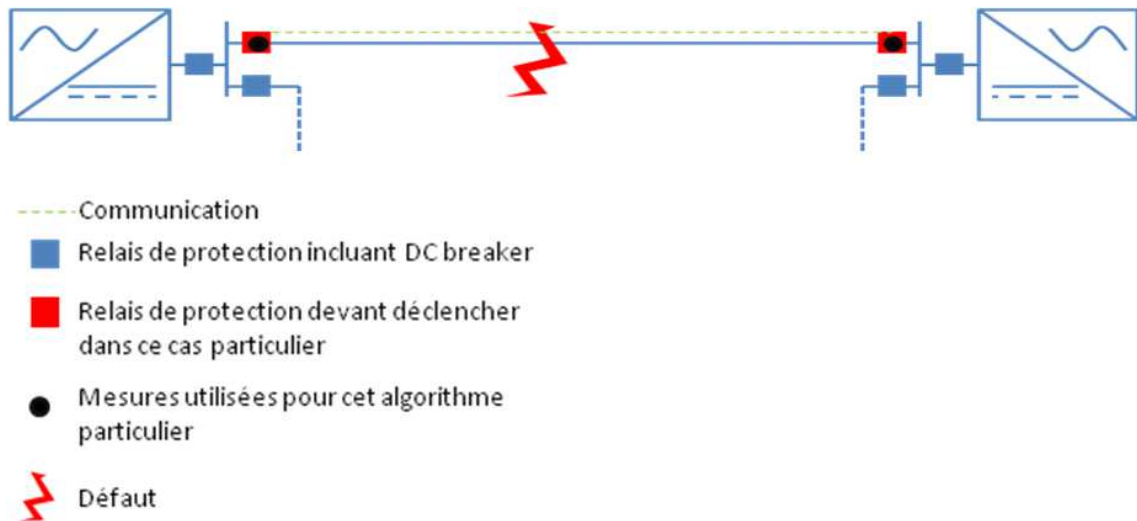 Communication
Relais de protection incluant DC breaker
Relais de protection devant déclencher
dans ce cas particulier
Mesures utilisées pour cet algorithme
particulier
Défaut